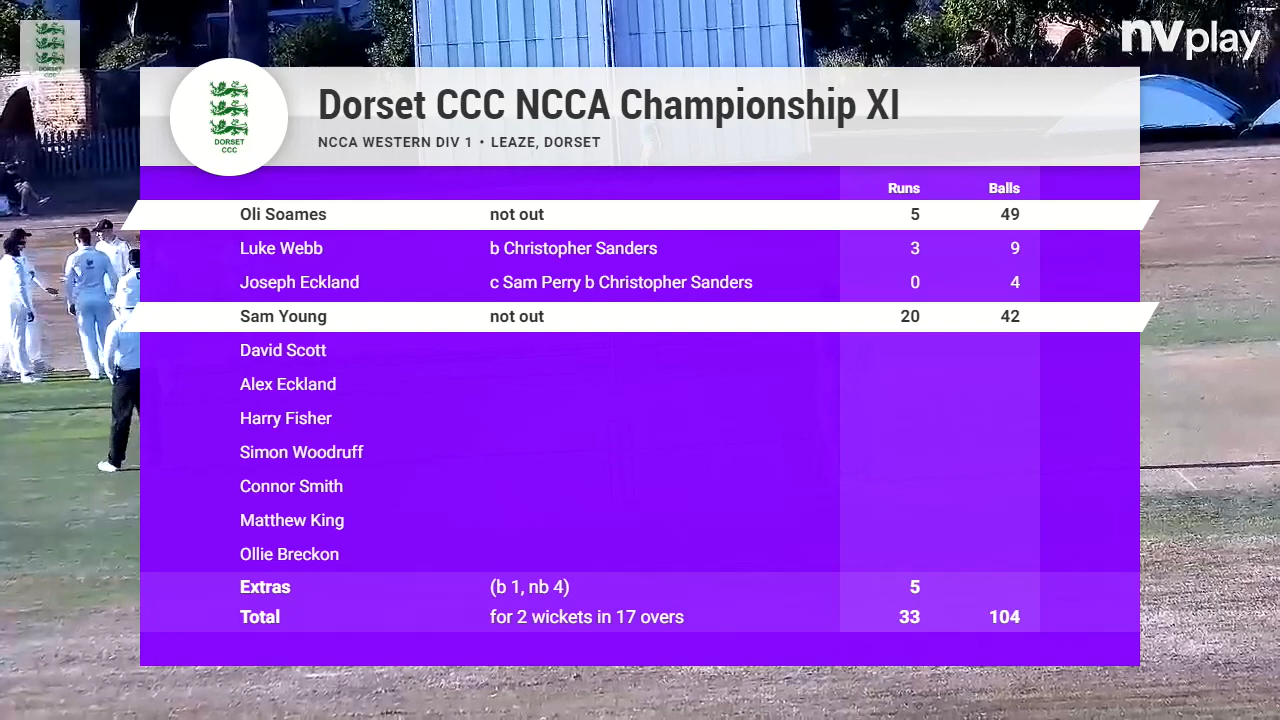 nvplay
DORSET
CCC
Dorset CCC NCCA Championship XI
DORSET
CCC
NCCA WESTERN DIV 1 • LEAZE, DORSET
Runs Balls
Oli Soames not out 5 49
Luke Webb b Christopher Sanders 3 9
Joseph Eckland c Sam Perry b Christopher Sanders 0 4
Sam Young not out 20 42
David Scott
Alex Eckland
Harry Fisher
Simon Woodruff
Connor Smith
Matthew King
Ollie Breckon
Extras (b 1, nb 4) 5
Total for 2 wickets in 17 overs 33 104